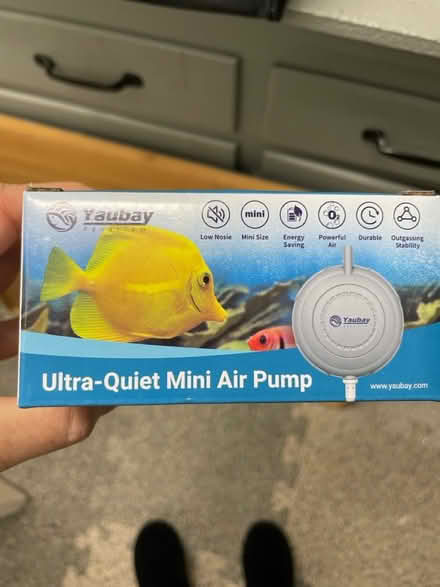 Yaubay
Low Nosie
mini
Mini Size
Energy
Saving
O₂
Powerful
Air
Durable
Outgassing
Stability
Yaubay
Ultra-Quiet Mini Air Pump
www.yaubay.com